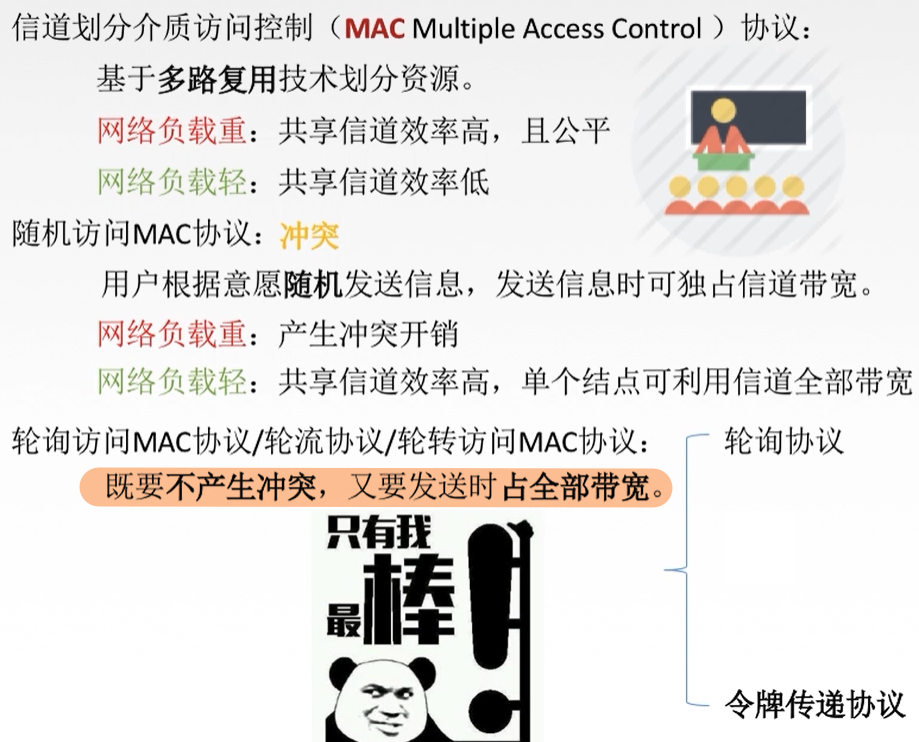 信道划分介质访问控制（MAC Multiple Access Control ）协议：
基于多路复用技术划分资源。
网络负载重：共享信道效率高，且公平
网络负载轻：共享信道效率低
随机访问MAC协议：冲突
用户根据意愿随机发送信息，发送信息时可独占信道带宽。
网络负载重：产生冲突开销
网络负载轻：共享信道效率高，单个结点可利用信道全部带宽
轮询访问MAC协议/轮流协议/轮转访问MAC协议：
轮询协议
既要不产生冲突，又要发送时占全部带宽。
只有我
最棒！
令牌传递协议